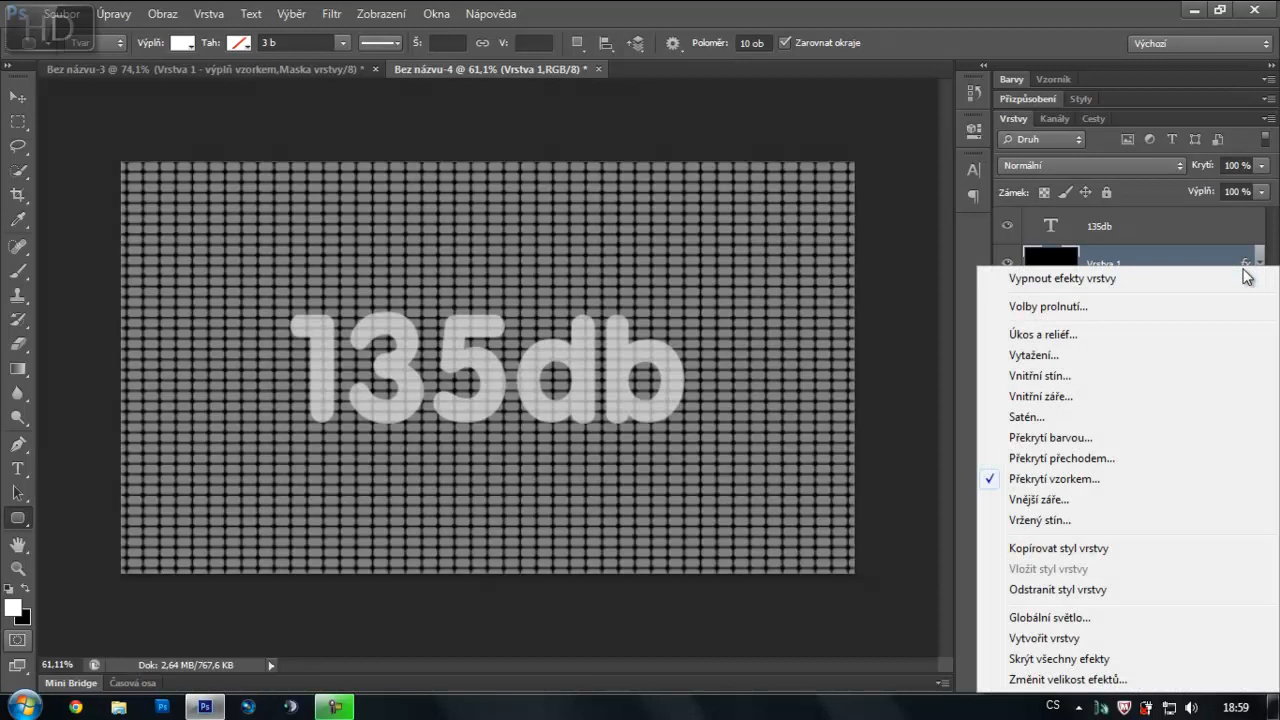 Ps Soubor Úpravy Obraz Vrstva Text Výběr Filtr Zobrazení Okna Nápověda
HD
Tvar Výplň: Tah: 3 b Š: V: Poloměr: 10 ob Zarovnat okraje Výchozí
Bez názvu-3 @ 74,1% (Vrstva 1 - výplň vzorkem,Maska vrstvy/8) * × Bez názvu-4 @ 61,1% (Vrstva 1,RGB/8) * ×
Barvy Vzorník
Přizpůsobení Styly
Vrstvy Kanály Cesty
Druh
Normální Krytí: 100 %
Zámek: Výplň: 100 %
T 135db
Vrstva 1 fx
135db
Vypnout efekty vrstvy
Volby prolnutí...
Úkos a reliéf...
Vytažení...
Vnitřní stín...
Vnitřní záře...
Satén...
Překrytí barvou...
Překrytí přechodem...
Překrytí vzorkem...
Vnější záře...
Vržený stín...
Kopírovat styl vrstvy
Vložit styl vrstvy
Odstranit styl vrstvy
Globální světlo...
Vytvořit vrstvy
Skrýt všechny efekty
Změnit velikost efektů...
61,11% Dok: 2,64 MB/767,6 KB
Mini Bridge Časová osa
Ps Ps CS 18:59